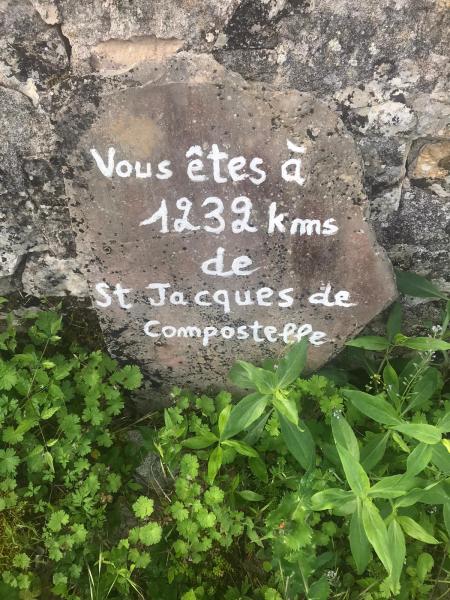 Vous êtes à
1232 kms
de
St Jacques de
Compostelle